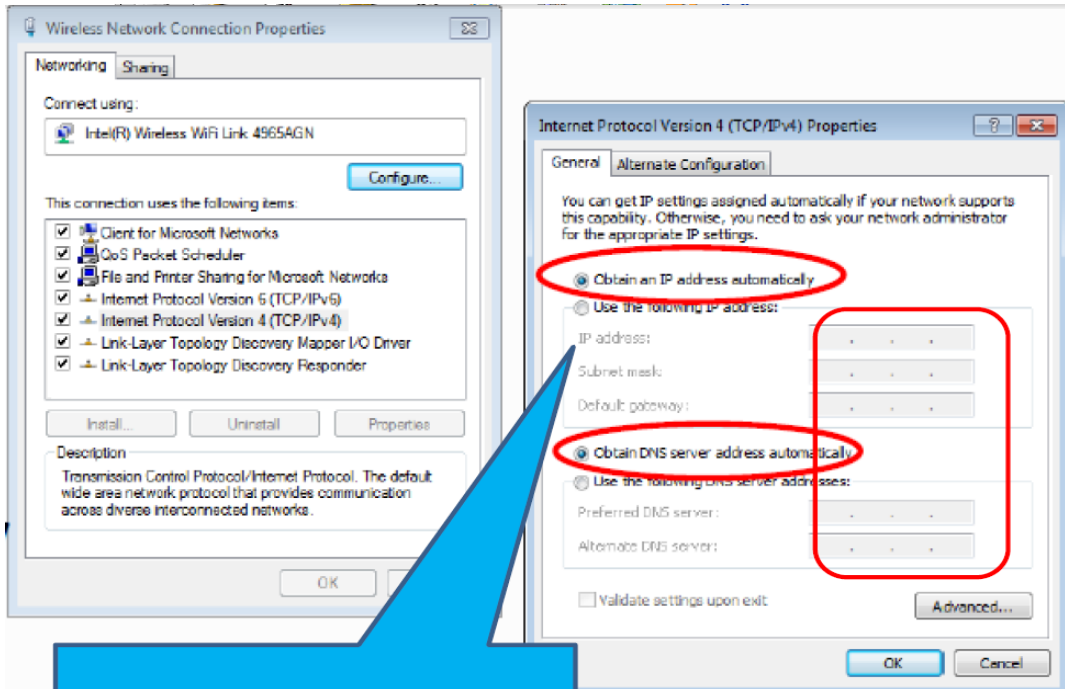 Wireless Network Connection Properties
Networking
Sharing
Connect using:
Intel(R) Wireless WiFi Link 4965AGN
Configure...
This connection uses the following items:
Client for Microsoft Networks
QoS Packet Scheduler
File and Printer Sharing for Microsoft Networks
Internet Protocol Version 6 (TCP/IPv6)
Internet Protocol Version 4 (TCP/IPv4)
Link-Layer Topology Discovery Mapper I/O Driver
Link-Layer Topology Discovery Responder
Install...
Uninstall
Properties
Description
Transmission Control Protocol/Internet Protocol. The default
wide area network protocol that provides communication
across diverse interconnected networks.
OK
Internet Protocol Version 4 (TCP/IPv4) Properties
General
Alternate Configuration
You can get IP settings assigned automatically if your network supports
this capability. Otherwise, you need to ask your network administrator
for the appropriate IP settings.
Obtain an IP address automatically
Use the following IP address:
IP address:
Subnet mask:
Default gateway:
Obtain DNS server address automatically
Use the following DNS server addresses:
Preferred DNS server:
Alternate DNS server:
Validate settings upon exit
Advanced...
OK
Cancel